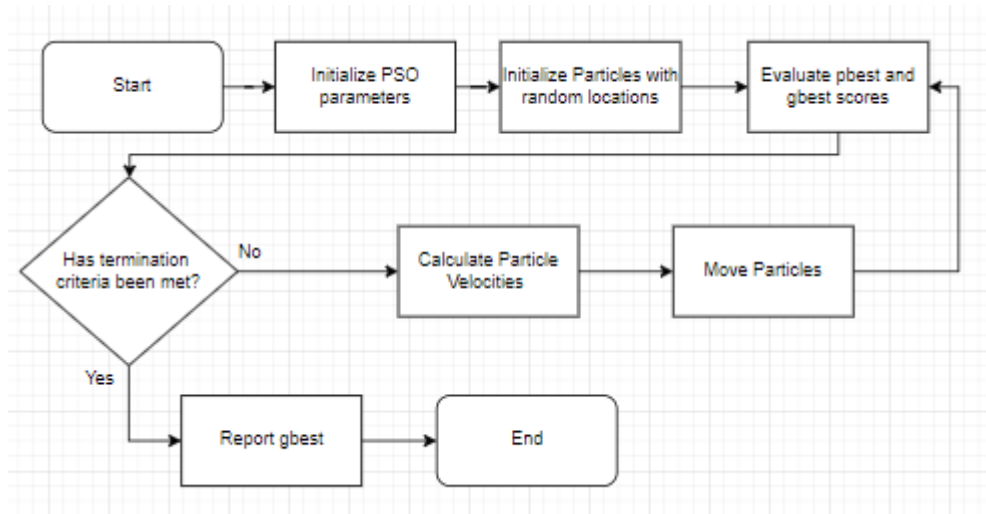 Start
Initialize PSO
parameters
Initialize Particles with
random locations
Evaluate pbest and
gbest scores
Has termination
criteria been met?
No
Calculate Particle
Velocities
Move Particles
Yes
Report gbest
End